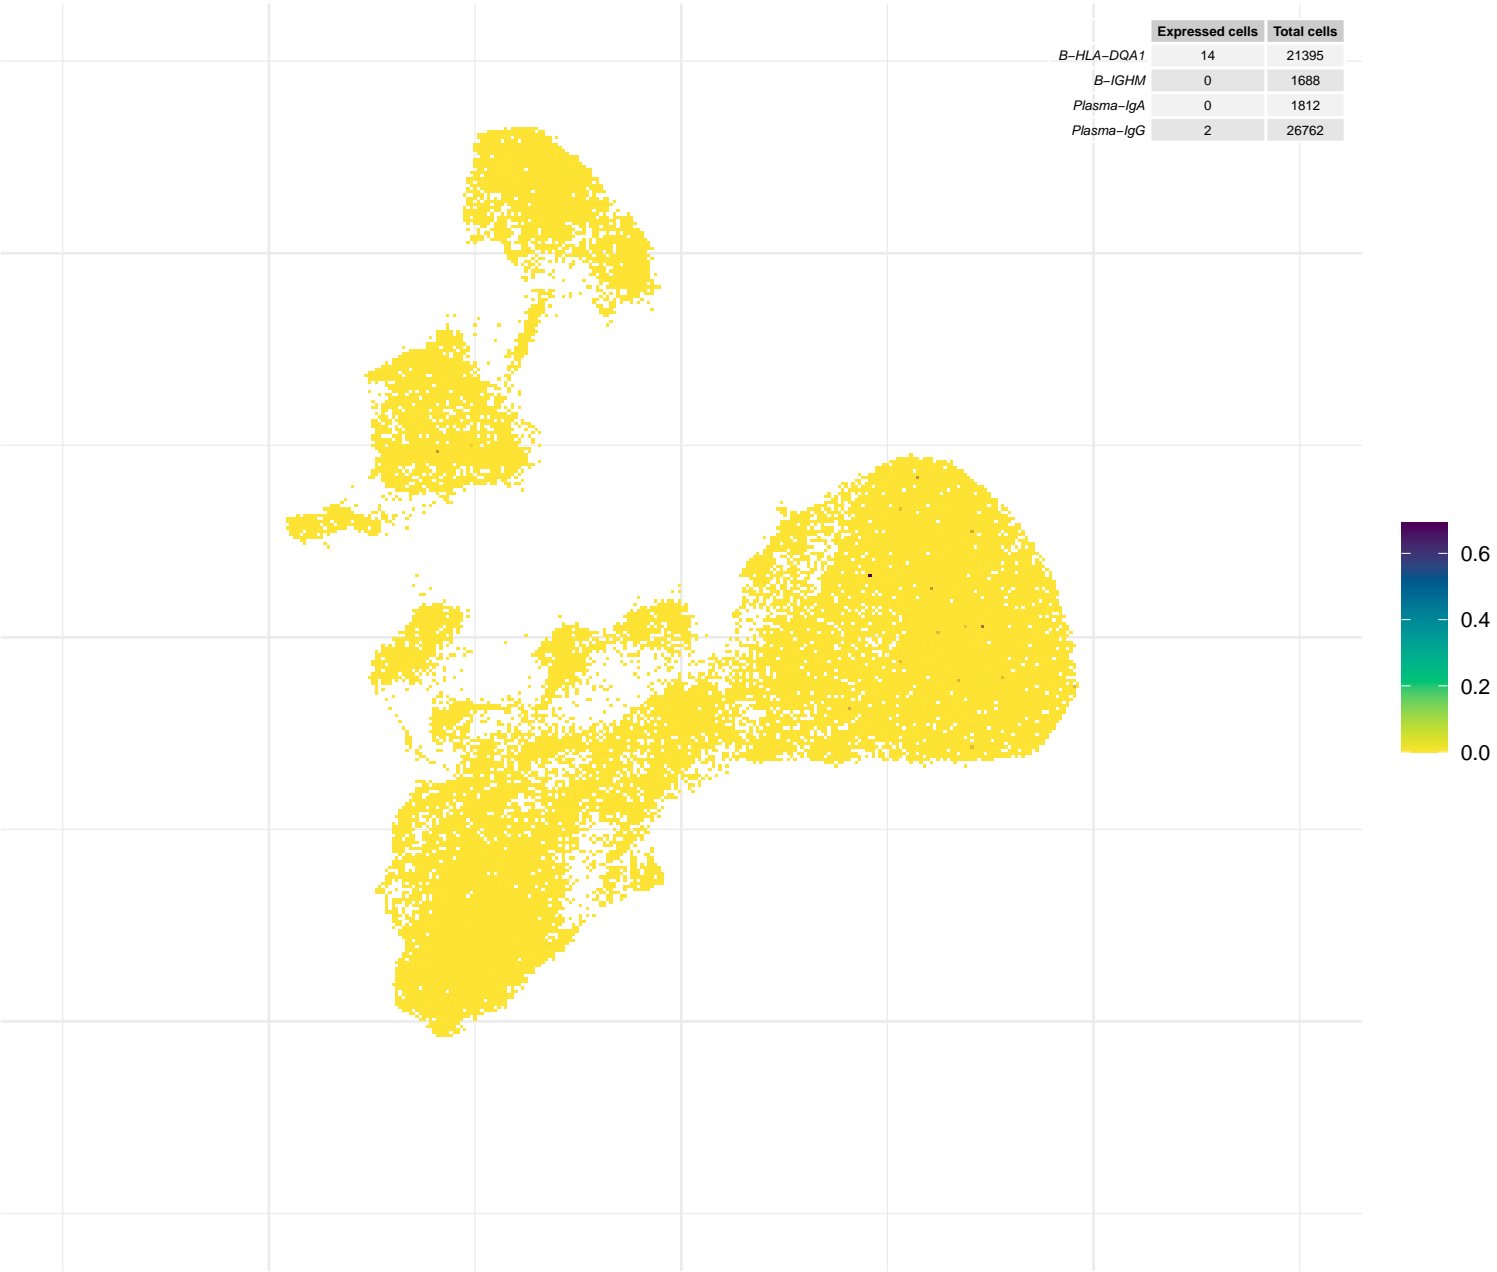 Expressed cells Total cells
B−HLA−DQA1 14 21395
B−IGHM 0 1688
Plasma−IgA 0 1812
Plasma−IgG 2 26762
0.6
0.4
0.2
0.0